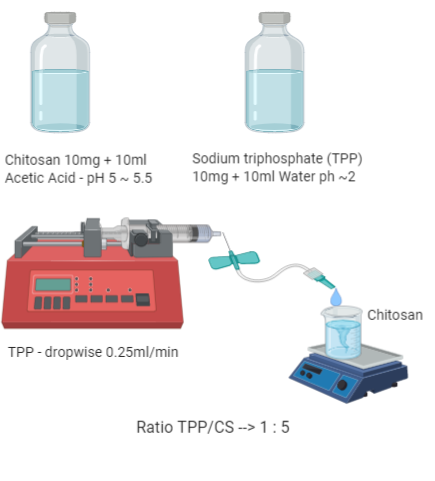 Chitosan 10mg + 10ml
Acetic Acid - pH 5 ~ 5.5
Sodium triphosphate (TPP)
10mg + 10ml Water ph ~2
Chitosan
TPP - dropwise 0.25ml/min
Ratio TPP/CS --> 1 : 5